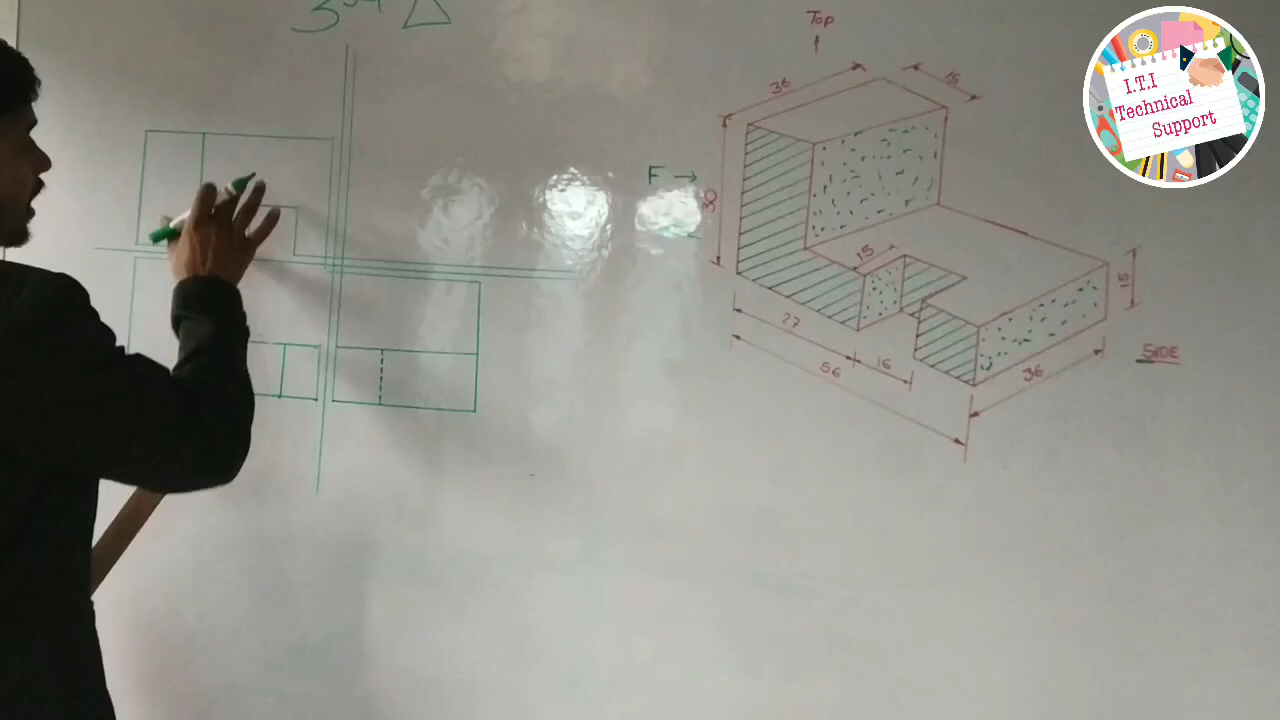 Top
36
15
F →
30
15
15
27
56
16
36
SIDE
I.T.I
Technical
Support